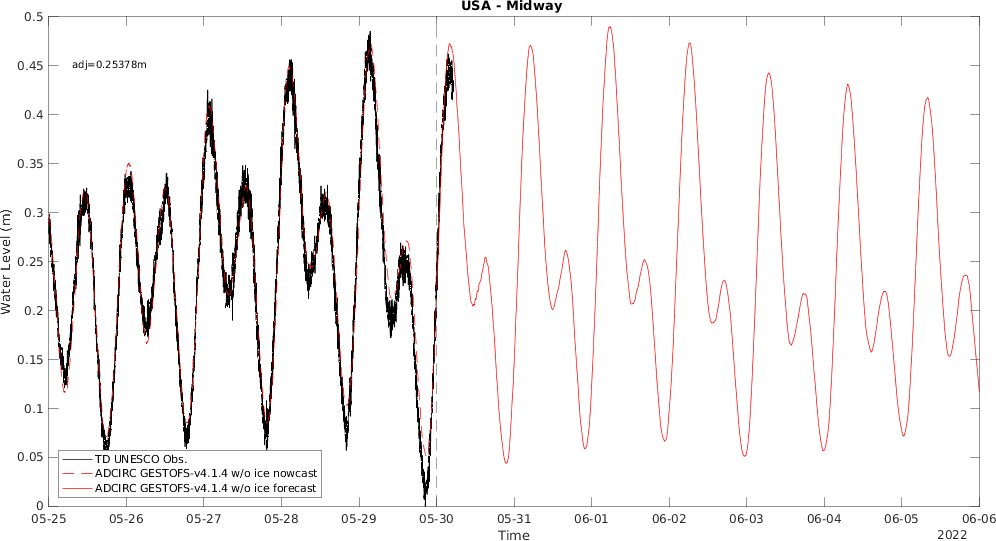 USA - Midway
0.5
0.45
0.4
0.35
0.3
0.25
0.2
0.15
0.1
0.05
0
Water Level (m)
adj=0.25378m
TD UNESCO Obs.
ADCIRC GESTOFS-v4.1.4 w/o ice nowcast
ADCIRC GESTOFS-v4.1.4 w/o ice forecast
05-25 05-26 05-27 05-28 05-29 05-30 05-31 06-01 06-02 06-03 06-04 06-05 06-06
Time
2022